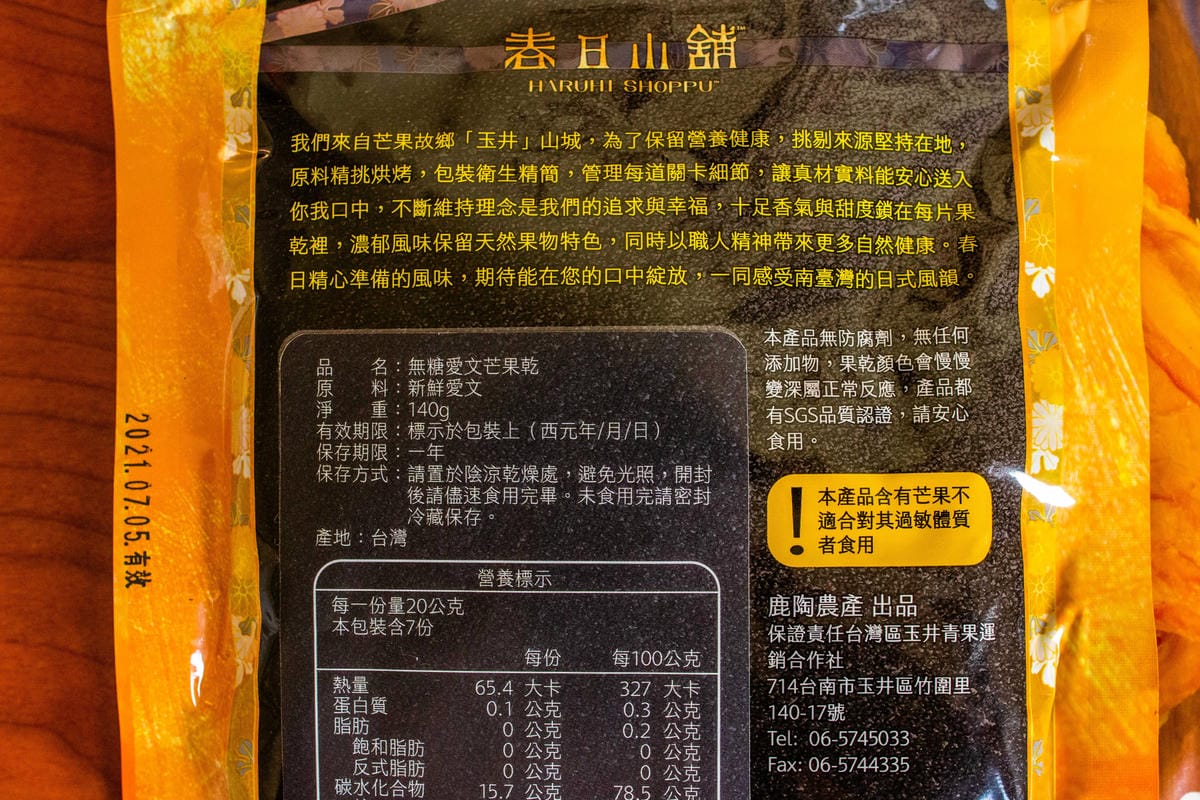 春日小舖™
HARUHI SHOPPU™
我們來自芒果故鄉「玉井」山城，為了保留營養健康，挑剔來源堅持在地，
原料精挑烘烤，包裝衛生精簡，管理每道關卡細節，讓真材實料能安心送入
你我口中，不斷維持理念是我們的追求與幸福，十足香氣與甜度鎖在每片果
乾裡，濃郁風味保留天然果物特色，同時以職人精神帶來更多自然健康。春
日精心準備的風味，期待能在您的口中綻放，一同感受南臺灣的日式風韻。
品　　名：無糖愛文芒果乾
原　　料：新鮮愛文
淨　　重：140g
有效期限：標示於包裝上（西元年/月/日）
保存期限：一年
保存方式：請置於陰涼乾燥處，避免光照，開封
後請儘速食用完畢。未食用完請密封
冷藏保存。
產地：台灣
營養標示
每一份量20公克
本包裝含7份
每份 每100公克
熱量 65.4 大卡 327 大卡
蛋白質 0.1 公克 0.3 公克
脂肪 0 公克 0.2 公克
飽和脂肪 0 公克 0 公克
反式脂肪 0 公克 0 公克
碳水化合物 15.7 公克 78.5 公克
本產品無防腐劑，無任何
添加物，果乾顏色會慢慢
變深屬正常反應，產品都
有SGS品質認證，請安心
食用。
!
本產品含有芒果不
適合對其過敏體質
者食用
鹿陶農產 出品
保證責任台灣區玉井青果運
銷合作社
714台南市玉井區竹圍里
140-17號
Tel: 06-5745033
Fax: 06-5744335
2021.07.05.有效